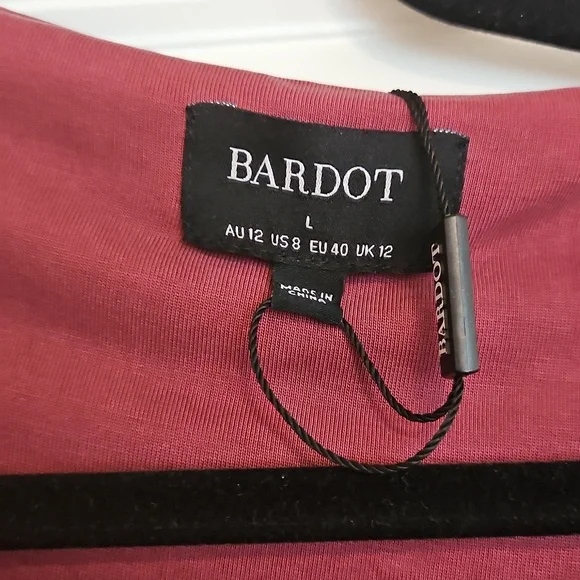 BARDOT
L
AU 12 US 8 EU 40 UK 12
MADE IN
CHINA
BARDOT